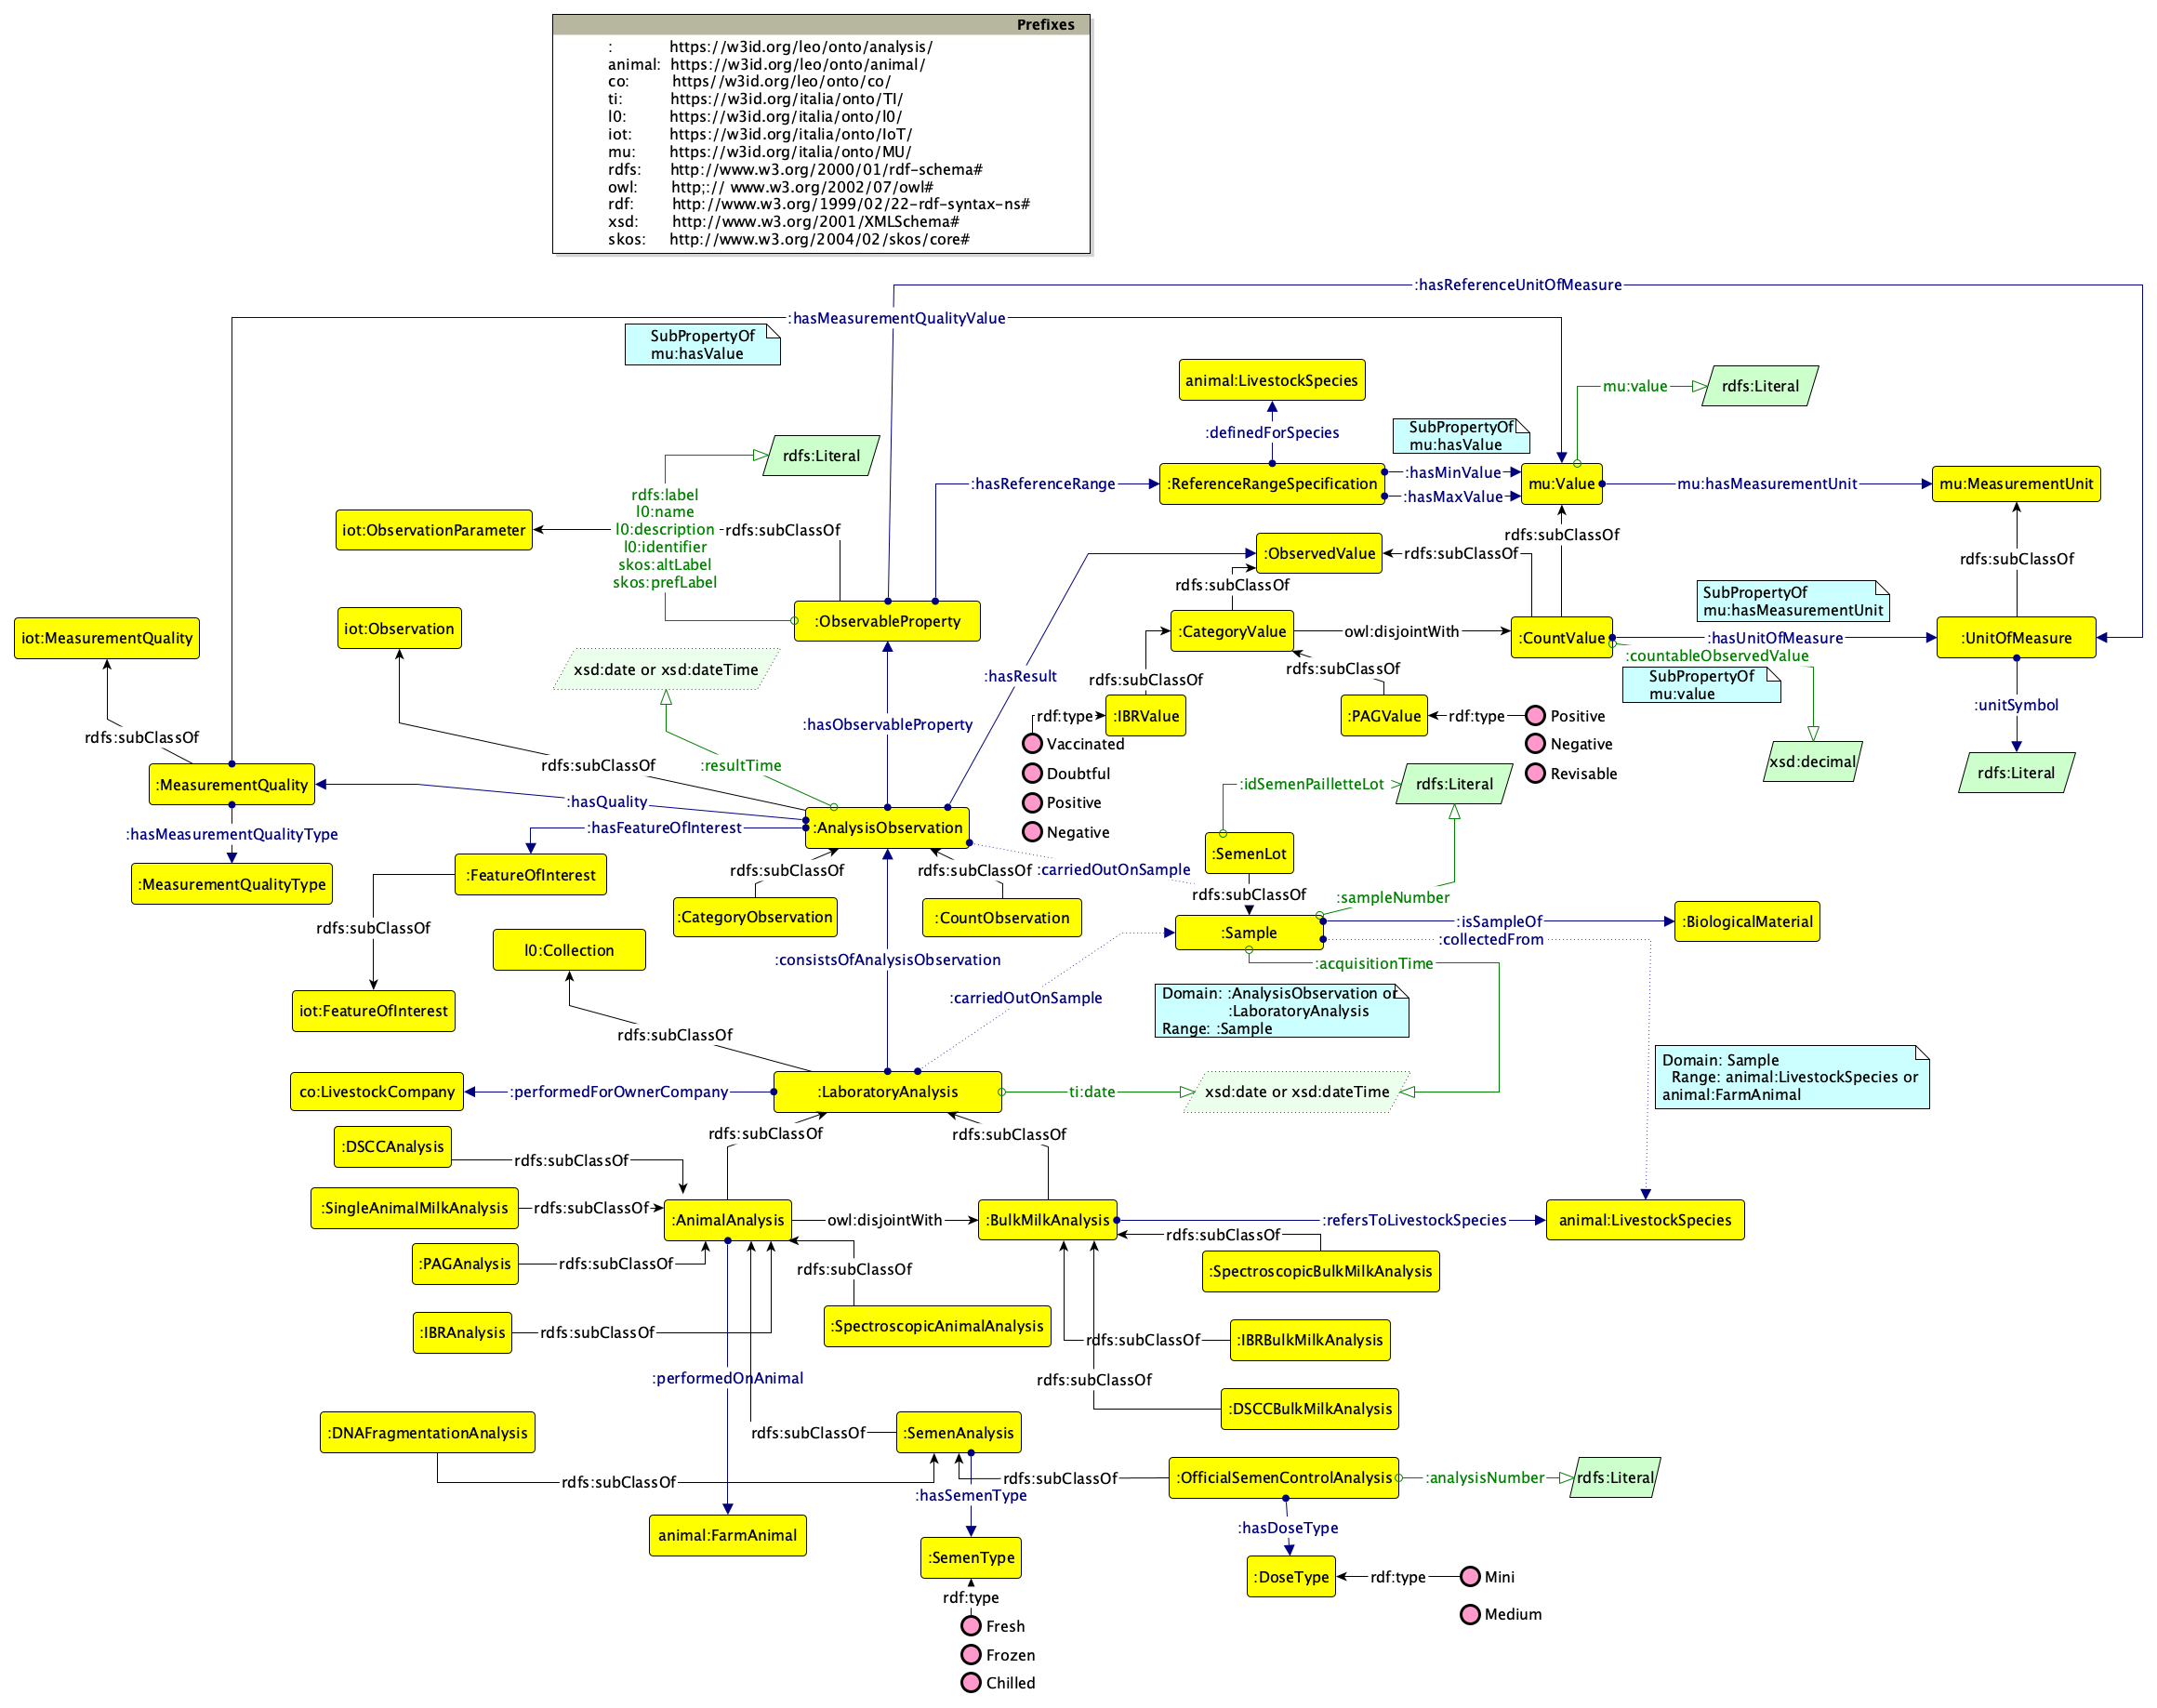 Prefixes
: https://w3id.org/leo/onto/analysis/
animal: https://w3id.org/leo/onto/animal/
co: https//w3id.org/leo/onto/co/
ti: https://w3id.org/italia/onto/TI/
l0: https://w3id.org/italia/onto/l0/
iot: https://w3id.org/italia/onto/IoT/
mu: https://w3id.org/italia/onto/MU/
rdfs: http://www.w3.org/2000/01/rdf-schema#
owl: http;:// www.w3.org/2002/07/owl#
rdf: http://www.w3.org/1999/02/22-rdf-syntax-ns#
xsd: http://www.w3.org/2001/XMLSchema#
skos: http://www.w3.org/2004/02/skos/core#
:hasReferenceUnitOfMeasure
:hasMeasurementQualityValue
SubPropertyOf
mu:hasValue
animal:LivestockSpecies
mu:value
rdfs:Literal
:definedForSpecies
SubPropertyOf
mu:hasValue
rdfs:Literal
:hasReferenceRange
:ReferenceRangeSpecification
:hasMinValue
:hasMaxValue
mu:Value
mu:hasMeasurementUnit
mu:MeasurementUnit
rdfs:label
l0:name
l0:description
l0:identifier
skos:altLabel
skos:prefLabel
iot:ObservationParameter
rdfs:subClassOf
rdfs:subClassOf
:ObservedValue
rdfs:subClassOf
rdfs:subClassOf
rdfs:subClassOf
SubPropertyOf
mu:hasMeasurementUnit
iot:MeasurementQuality
iot:Observation
:ObservableProperty
:CategoryValue
owl:disjointWith
:CountValue
:hasUnitOfMeasure
:UnitOfMeasure
:countableObservedValue
SubPropertyOf
mu:value
xsd:date or xsd:dateTime
:hasResult
rdfs:subClassOf
rdfs:subClassOf
:unitSymbol
:IBRValue
:PAGValue
rdf:type
rdf:type
Positive
Negative
Revisable
Vaccinated
Doubtful
Positive
Negative
:hasObservableProperty
rdfs:subClassOf
rdfs:subClassOf
:resultTime
xsd:decimal
rdfs:Literal
:MeasurementQuality
:hasQuality
:idSemenPailletteLot
rdfs:Literal
:hasMeasurementQualityType
:hasFeatureOfInterest
:AnalysisObservation
:SemenLot
:MeasurementQualityType
:FeatureOfInterest
rdfs:subClassOf
rdfs:subClassOf
:carriedOutOnSample
rdfs:subClassOf
:sampleNumber
:CategoryObservation
:CountObservation
rdfs:subClassOf
:Sample
:isSampleOf
:collectedFrom
:BiologicalMaterial
l0:Collection
:consistsOfAnalysisObservation
:acquisitionTime
iot:FeatureOfInterest
:carriedOutOnSample
Domain: :AnalysisObservation or
:LaboratoryAnalysis
Range: :Sample
rdfs:subClassOf
Domain: Sample
Range: animal:LivestockSpecies or
animal:FarmAnimal
co:LivestockCompany
:performedForOwnerCompany
:LaboratoryAnalysis
ti:date
xsd:date or xsd:dateTime
rdfs:subClassOf
rdfs:subClassOf
:DSCCAnalysis
rdfs:subClassOf
:SingleAnimalMilkAnalysis
rdfs:subClassOf
:AnimalAnalysis
owl:disjointWith
:BulkMilkAnalysis
:refersToLivestockSpecies
animal:LivestockSpecies
rdfs:subClassOf
:PAGAnalysis
rdfs:subClassOf
rdfs:subClassOf
:SpectroscopicBulkMilkAnalysis
:IBRAnalysis
rdfs:subClassOf
:SpectroscopicAnimalAnalysis
rdfs:subClassOf
:IBRBulkMilkAnalysis
:performedOnAnimal
rdfs:subClassOf
:DSCCBulkMilkAnalysis
:DNAFragmentationAnalysis
rdfs:subClassOf
:SemenAnalysis
rdfs:subClassOf
rdfs:subClassOf
:OfficialSemenControlAnalysis
:analysisNumber
rdfs:Literal
:hasSemenType
:hasDoseType
animal:FarmAnimal
:SemenType
:DoseType
rdf:type
Mini
Medium
rdf:type
Fresh
Frozen
Chilled